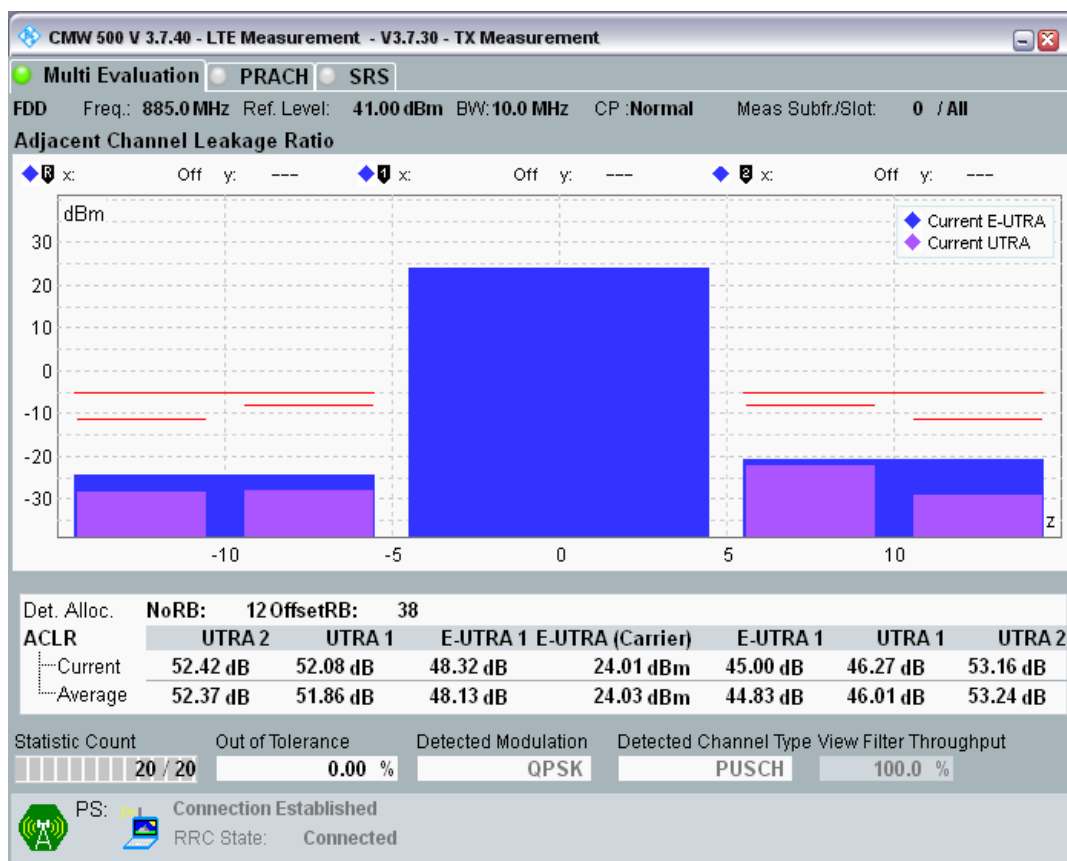 CMW 500 V 3.7.40 - LTE Measurement - V3.7.30 - TX Measurement
Multi Evaluation PRACH SRS
FDD Freq.: 885.0 MHz Ref. Level: 41.00 dBm BW: 10.0 MHz CP :Normal Meas Subfr./Slot: 0 / All
Adjacent Channel Leakage Ratio
R x: Off y: --- 1 x: Off y: --- 2 x: Off y: ---
dBm
Current E-UTRA
Current UTRA
30
20
10
0
-10
-20
-30
z
-10 -5 0 5 10
Det. Alloc. NoRB: 12 OffsetRB: 38
ACLR UTRA 2 UTRA 1 E-UTRA 1 E-UTRA (Carrier) E-UTRA 1 UTRA 1 UTRA 2
Current 52.42 dB 52.08 dB 48.32 dB 24.01 dBm 45.00 dB 46.27 dB 53.16 dB
Average 52.37 dB 51.86 dB 48.13 dB 24.03 dBm 44.83 dB 46.01 dB 53.24 dB
Statistic Count Out of Tolerance Detected Modulation Detected Channel Type View Filter Throughput
20 / 20 0.00 % QPSK PUSCH 100.0 %
PS: Connection Established
RRC State: Connected